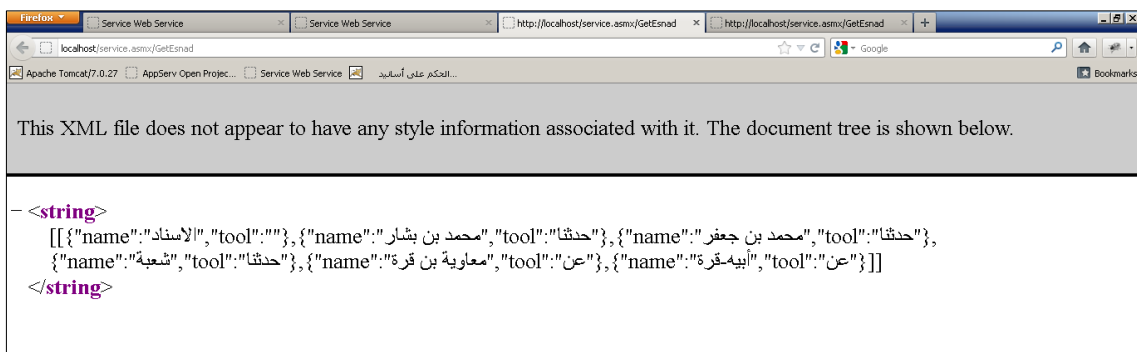 Firefox
Service Web Service
Service Web Service
http://localhost/service.asmx/GetEsnad
http://localhost/service.asmx/GetEsnad
localhost/service.asmx/GetEsnad
Google
Apache Tomcat/7.0.27
AppServ Open Projec...
Service Web Service
الحكم على أسانيد...
Bookmarks
This XML file does not appear to have any style information associated with it. The document tree is shown below.
− <string>
[[{"name":"الاسناد","tool":""},{"name":"محمد بن بشار","tool":"حدثنا"},{"name":"محمد بن جعفر","tool":"حدثنا"},
{"name":"شعبة","tool":"حدثنا"},{"name":"معاوية بن قرة","tool":"عن"},{"name":"أبيه-قرة","tool":"عن"}]]
</string>